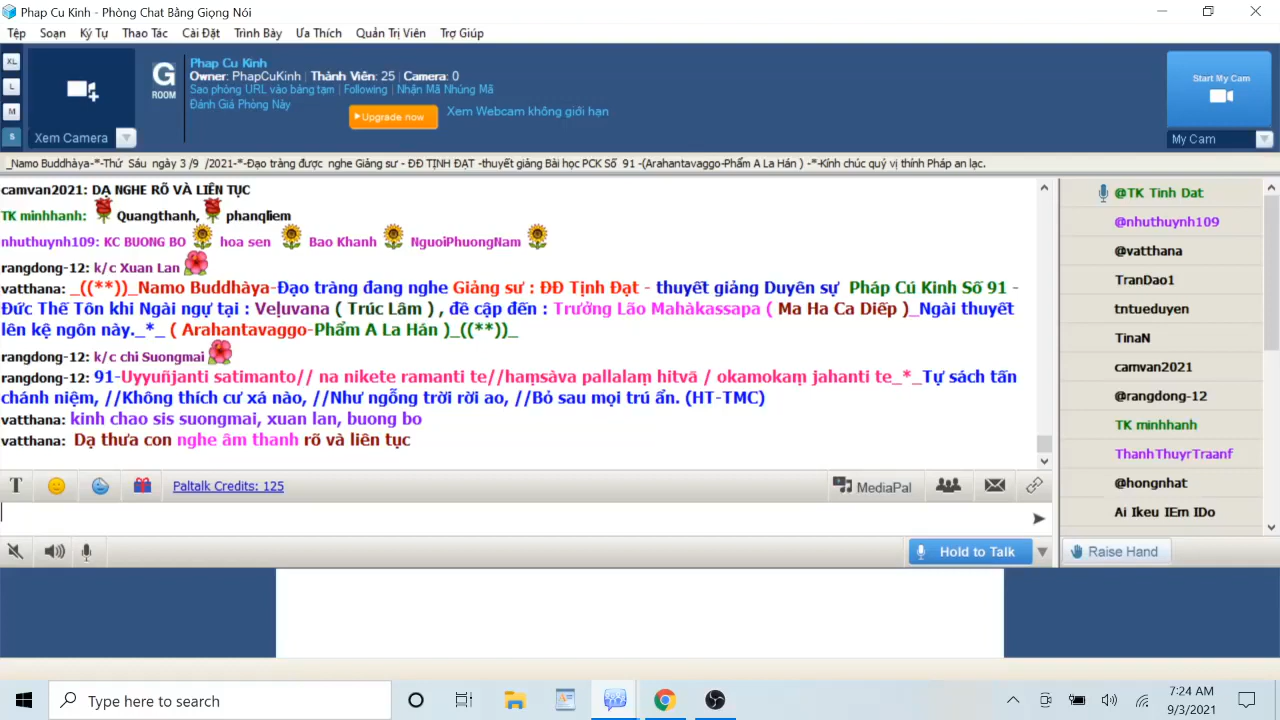 Phap Cu Kinh - Phòng Chat Bằng Giọng Nói
Tệp Soạn Ký Tự Thao Tác Cài Đặt Trình Bày Ưa Thích Quản Trị Viên Trợ Giúp
XL
L
M
S
Xem Camera
G
ROOM
Phap Cu Kinh
Owner: PhapCuKinh | Thành Viên: 25 | Camera: 0
Sao phỏng URL vào bảng tạm | Following | Nhận Mã Nhúng Mã
Đánh Giá Phòng Này
Upgrade now
Xem Webcam không giới hạn
Start My Cam
My Cam
_Namo Buddhàya-*-Thứ Sáu ngày 3 /9 /2021-*-Đạo tràng được nghe Giảng sư - ĐĐ TỊNH ĐẠT -thuyết giảng Bài học PCK Số 91 -(Arahantavaggo-Phẩm A La Hán ) -*-Kính chúc quý vị thính Pháp an lạc.
camvan2021: DẠ NGHE RÕ VÀ LIÊN TỤC
TK minhhanh: Quangthanh, phanqliem
nhuthuynh109: KC BUONG BO hoa sen Bao Khanh NguoiPhuongNam
rangdong-12: k/c Xuan Lan
vatthana: _((**))_Namo Buddhàya-Đạo tràng đang nghe Giảng sư : ĐĐ Tịnh Đạt - thuyết giảng Duyên sự Pháp Cú Kinh Số 91 -
Đức Thế Tôn khi Ngài ngự tại : Veḷuvana ( Trúc Lâm ) , đề cập đến : Trưởng Lão Mahàkassapa ( Ma Ha Ca Diếp )_Ngài thuyết
lên kệ ngôn này._*_ ( Arahantavaggo-Phẩm A La Hán )_((**))_
rangdong-12: k/c chi Suongmai
rangdong-12: 91-Uyyuñjanti satimanto// na nikete ramanti te//haṃsàva pallalaṃ hitvā / okamokaṃ jahanti te_*_Tự sách tấn
chánh niệm, //Không thích cư xá nào, //Như ngỗng trời rời ao, //Bỏ sau mọi trú ẩn. (HT-TMC)
vatthana: kinh chao sis suongmai, xuan lan, buong bo
vatthana: Dạ thưa con nghe âm thanh rõ và liên tục
@TK Tinh Dat
@nhuthuynh109
@vatthana
TranDao1
tntueduyen
TinaN
camvan2021
@rangdong-12
TK minhhanh
ThanhThuyrTraanf
@hongnhat
Ai Ikeu IEm IDo
T
Paltalk Credits: 125
MediaPal
Hold to Talk
Raise Hand
Type here to search
7:24 AM
9/3/2021